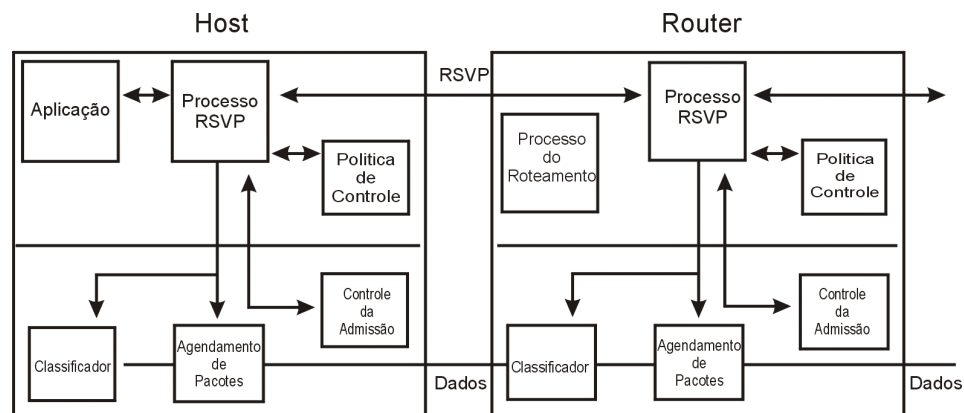 Host
Router
Aplicação
Processo
RSVP
Politica
de
Controle
Classificador
Agendamento
de
Pacotes
Controle
da
Admissão
RSVP
Dados
Processo
do
Roteamento
Processo
RSVP
Politica
de
Controle
Classificador
Agendamento
de
Pacotes
Controle
da
Admissão
Dados